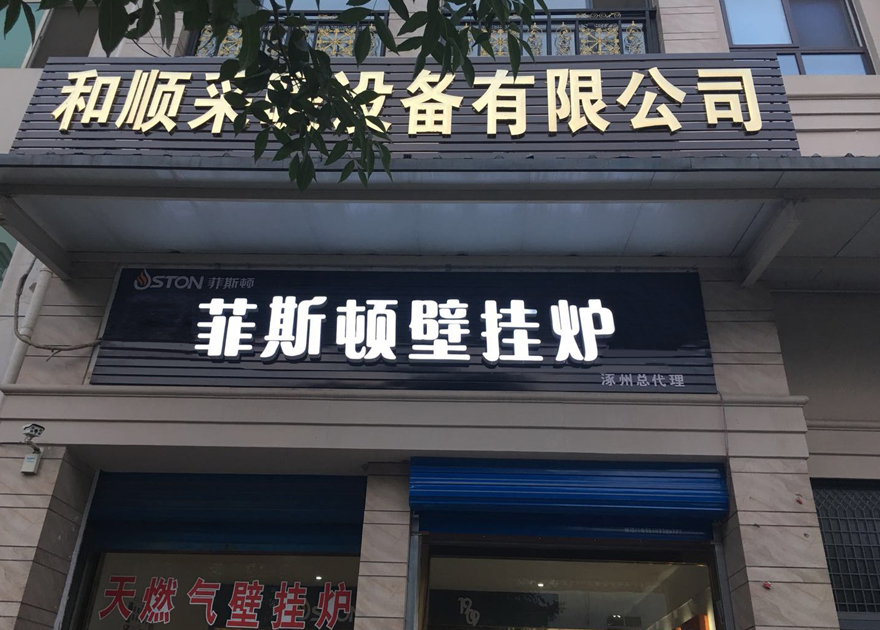 和顺采暖设备有限公司
OSTON 菲斯顿
菲斯顿壁挂炉
涿州总代理
天燃气壁挂炉